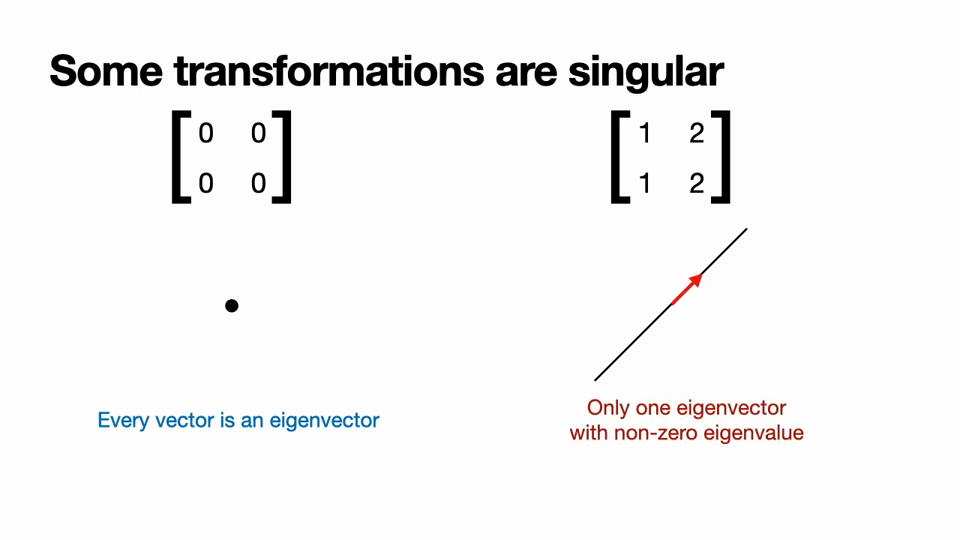 Some transformations are singular
0 0
0 0
1 2
1 2
Every vector is an eigenvector
Only one eigenvector
with non-zero eigenvalue